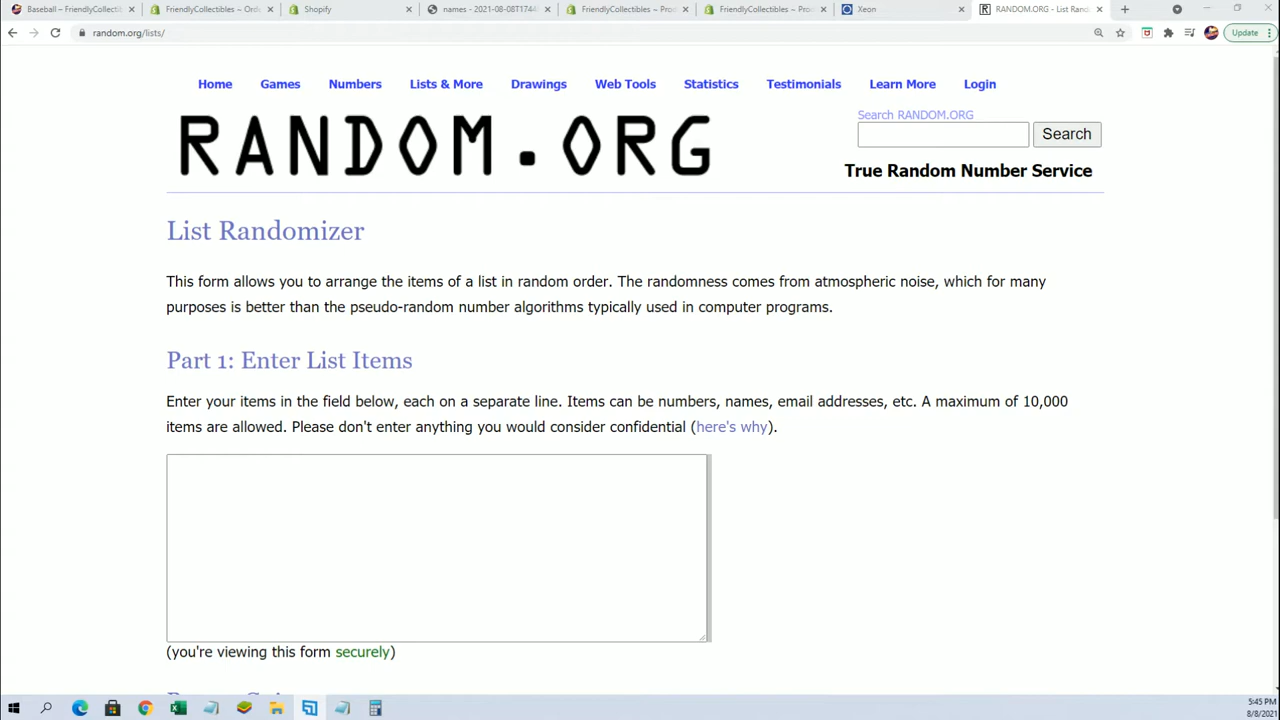 Baseball – FriendlyCollectib
FriendlyCollectibles ~ Ord
Shopify
names - 2021-08-08T1744
FriendlyCollectibles ~ Prod
FriendlyCollectibles ~ Prod
Xeon
RANDOM.ORG - List Rand
random.org/lists/
Update
Home
Games
Numbers
Lists & More
Drawings
Web Tools
Statistics
Testimonials
Learn More
Login
RANDOM.ORG
Search RANDOM.ORG
Search
True Random Number Service
List Randomizer
This form allows you to arrange the items of a list in random order. The randomness comes from atmospheric noise, which for many
purposes is better than the pseudo-random number algorithms typically used in computer programs.
Part 1: Enter List Items
Enter your items in the field below, each on a separate line. Items can be numbers, names, email addresses, etc. A maximum of 10,000
items are allowed. Please don't enter anything you would consider confidential (here's why).
(you're viewing this form securely)
5:45 PM
8/8/2021